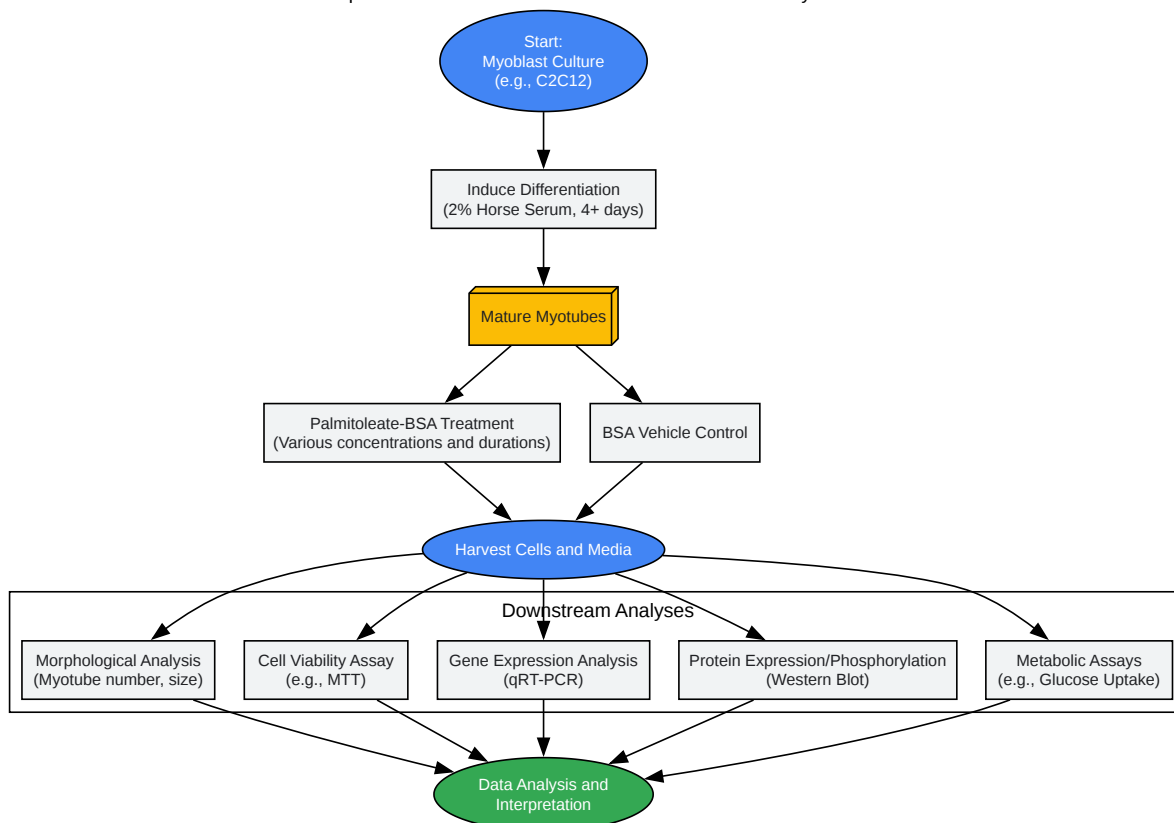 Start:
Myoblast Culture
(e.g., C2C12)
Induce Differentiation
(2% Horse Serum, 4+ days)
Mature Myotubes
Palmitoleate-BSA Treatment
(Various concentrations and durations)
BSA Vehicle Control
Harvest Cells and Media
Downstream Analyses
Morphological Analysis
(Myotube number, size)
Cell Viability Assay
(e.g., MTT)
Gene Expression Analysis
(qRT-PCR)
Protein Expression/Phosphorylation
(Western Blot)
Metabolic Assays
(e.g., Glucose Uptake)
Data Analysis and
Interpretation